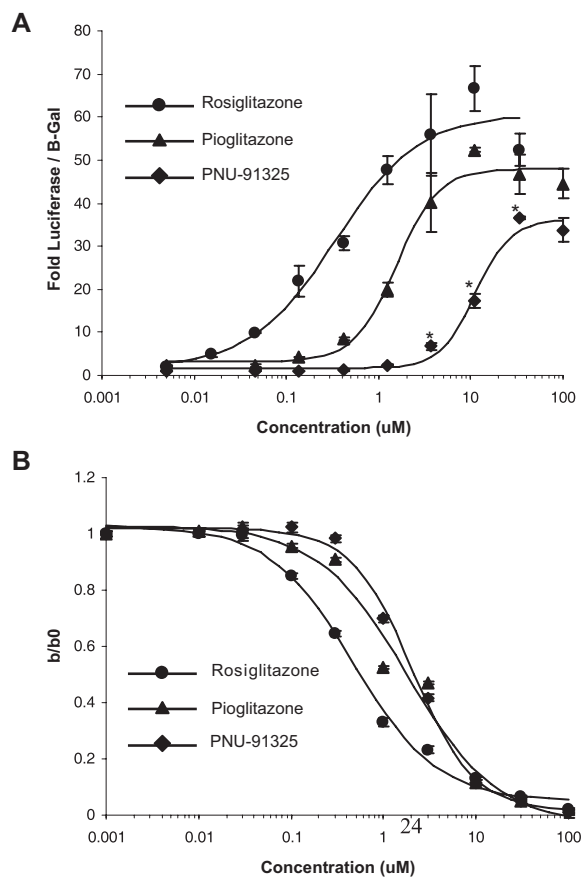 A
80
70
60
50
40
30
20
10
0
Fold Luciferase / B-Gal
Rosiglitazone
Pioglitazone
PNU-91325
*
*
*
0.001 0.01 0.1 1 10 100
Concentration (uM)
B
1.2
1
0.8
0.6
0.4
0.2
0
b/b0
Rosiglitazone
Pioglitazone
PNU-91325
0.001 0.01 0.1 1 10 100
24
Concentration (uM)